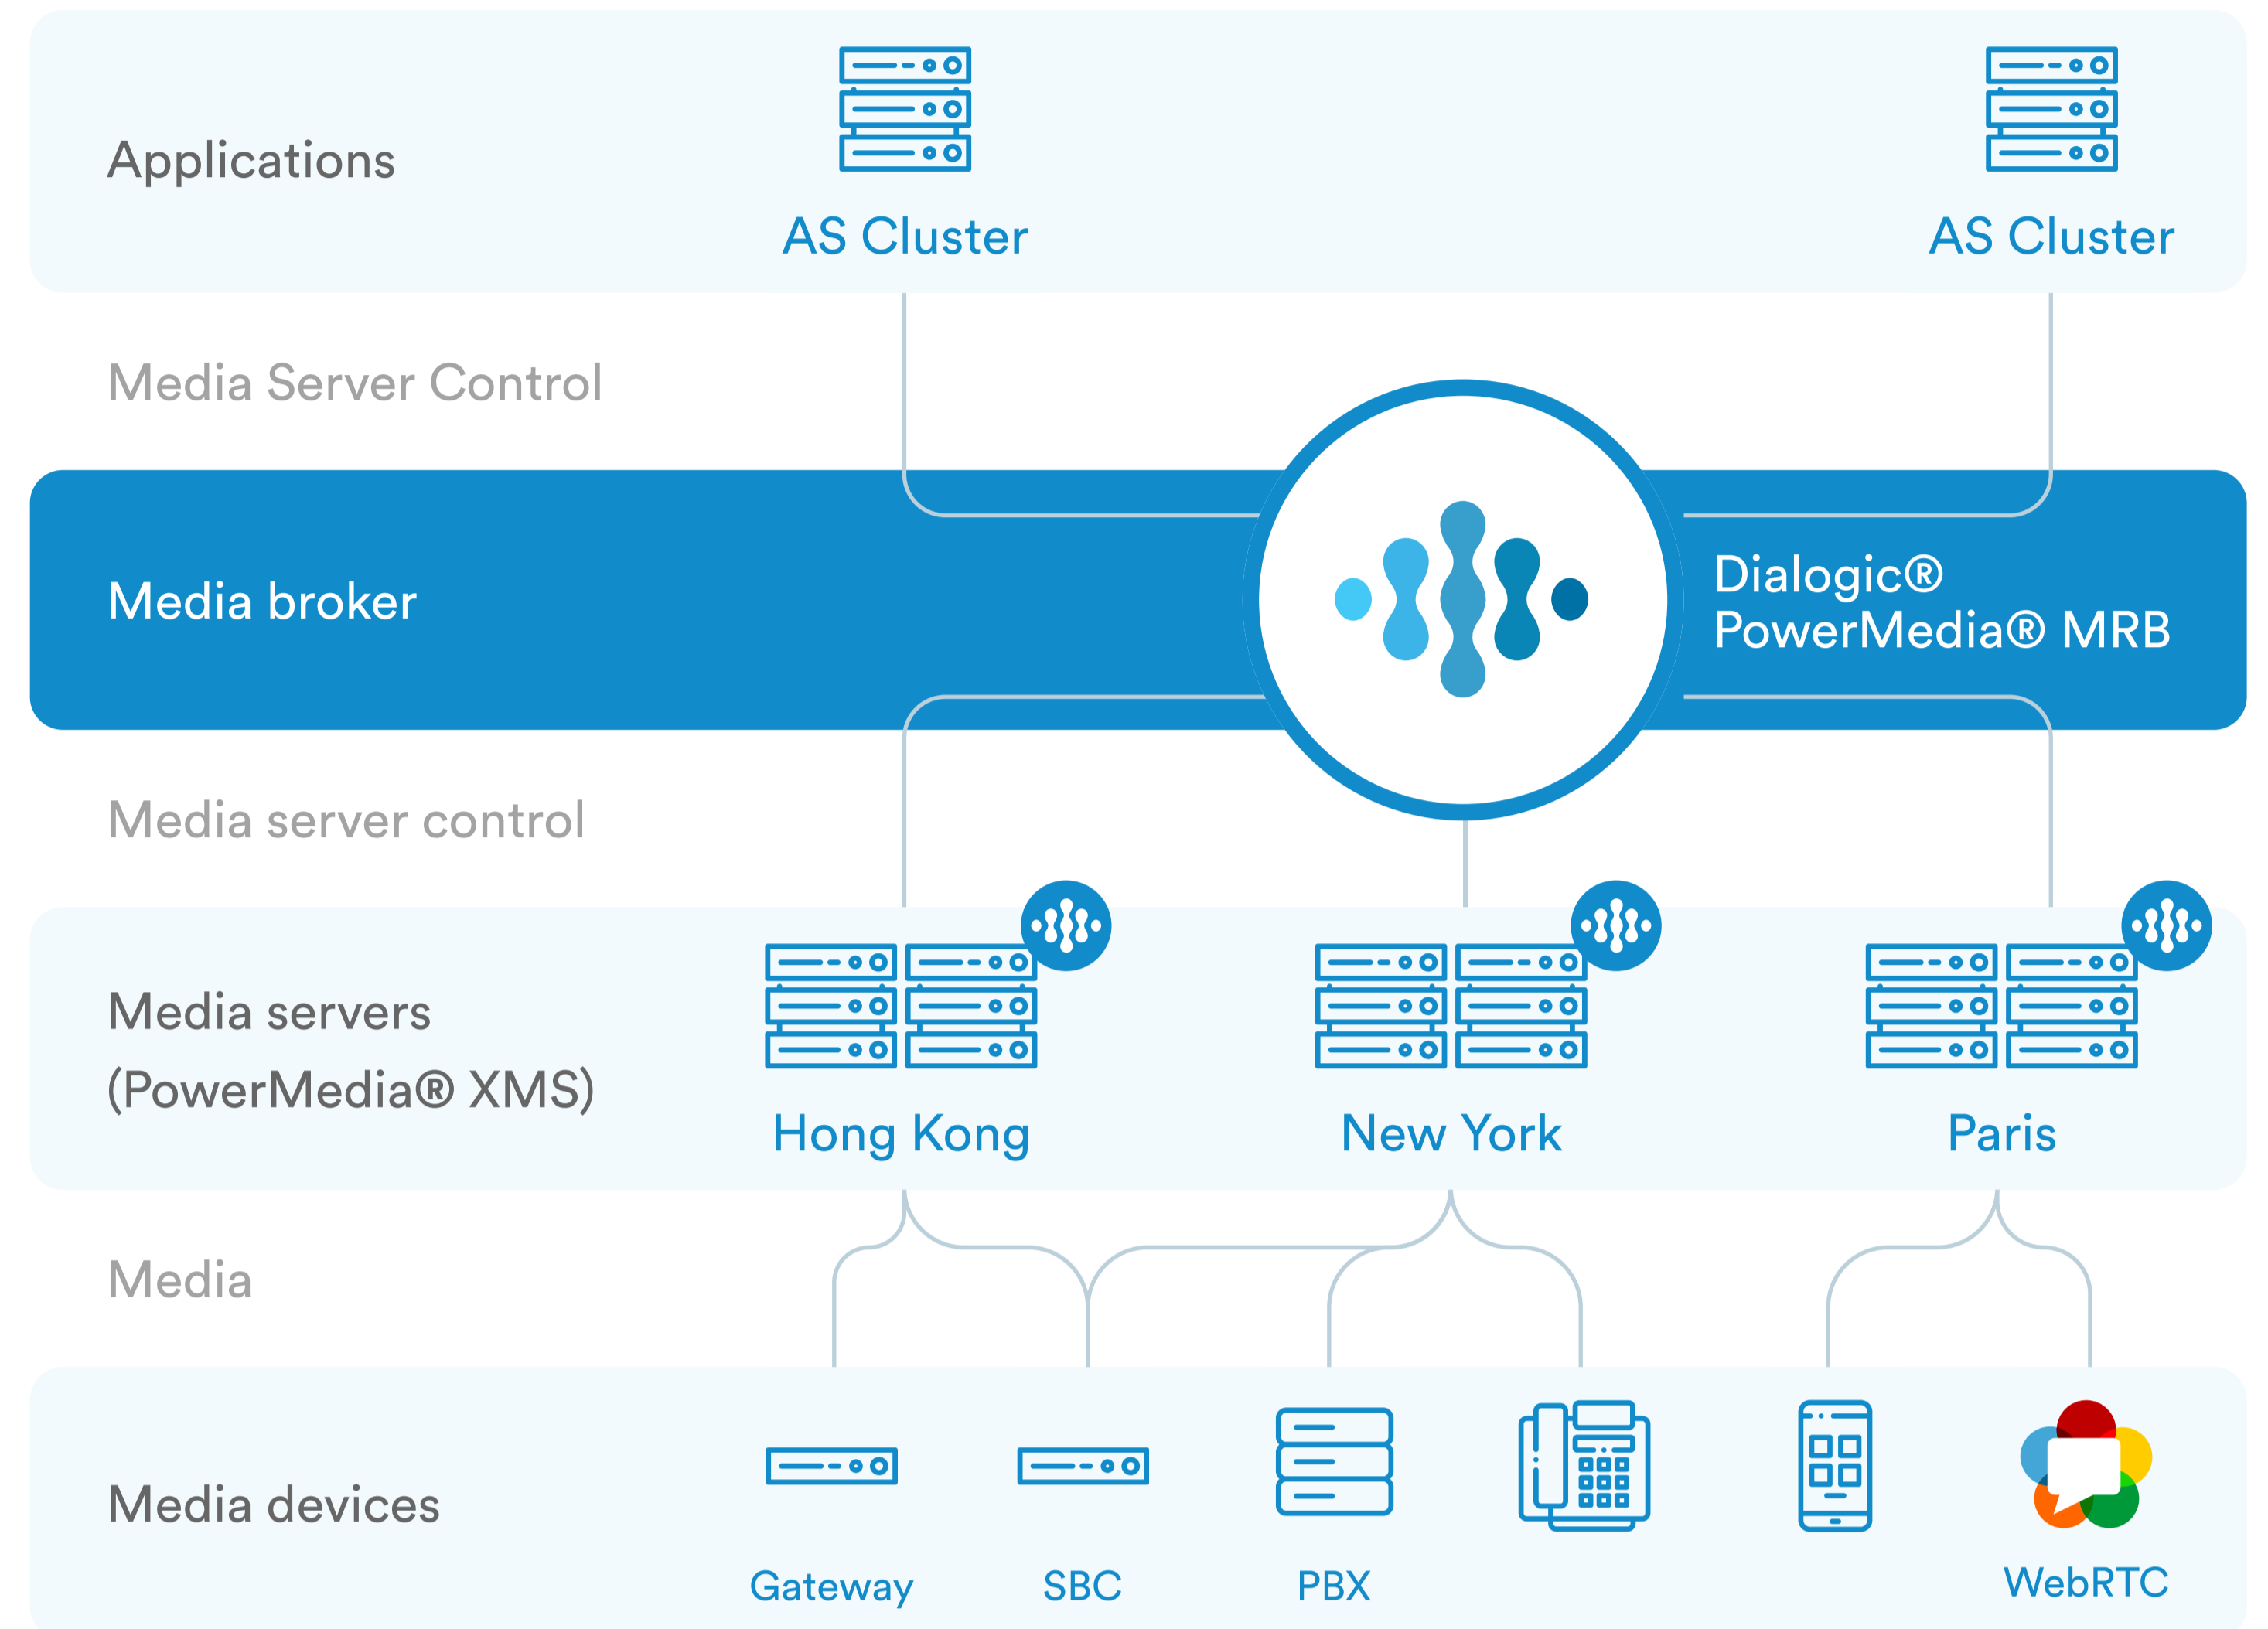 Applications
AS Cluster
AS Cluster
Media Server Control
Media broker
Dialogic®
PowerMedia® MRB
Media server control
Media servers
(PowerMedia® XMS)
Hong Kong
New York
Paris
Media
Media devices
Gateway
SBC
PBX
WebRTC